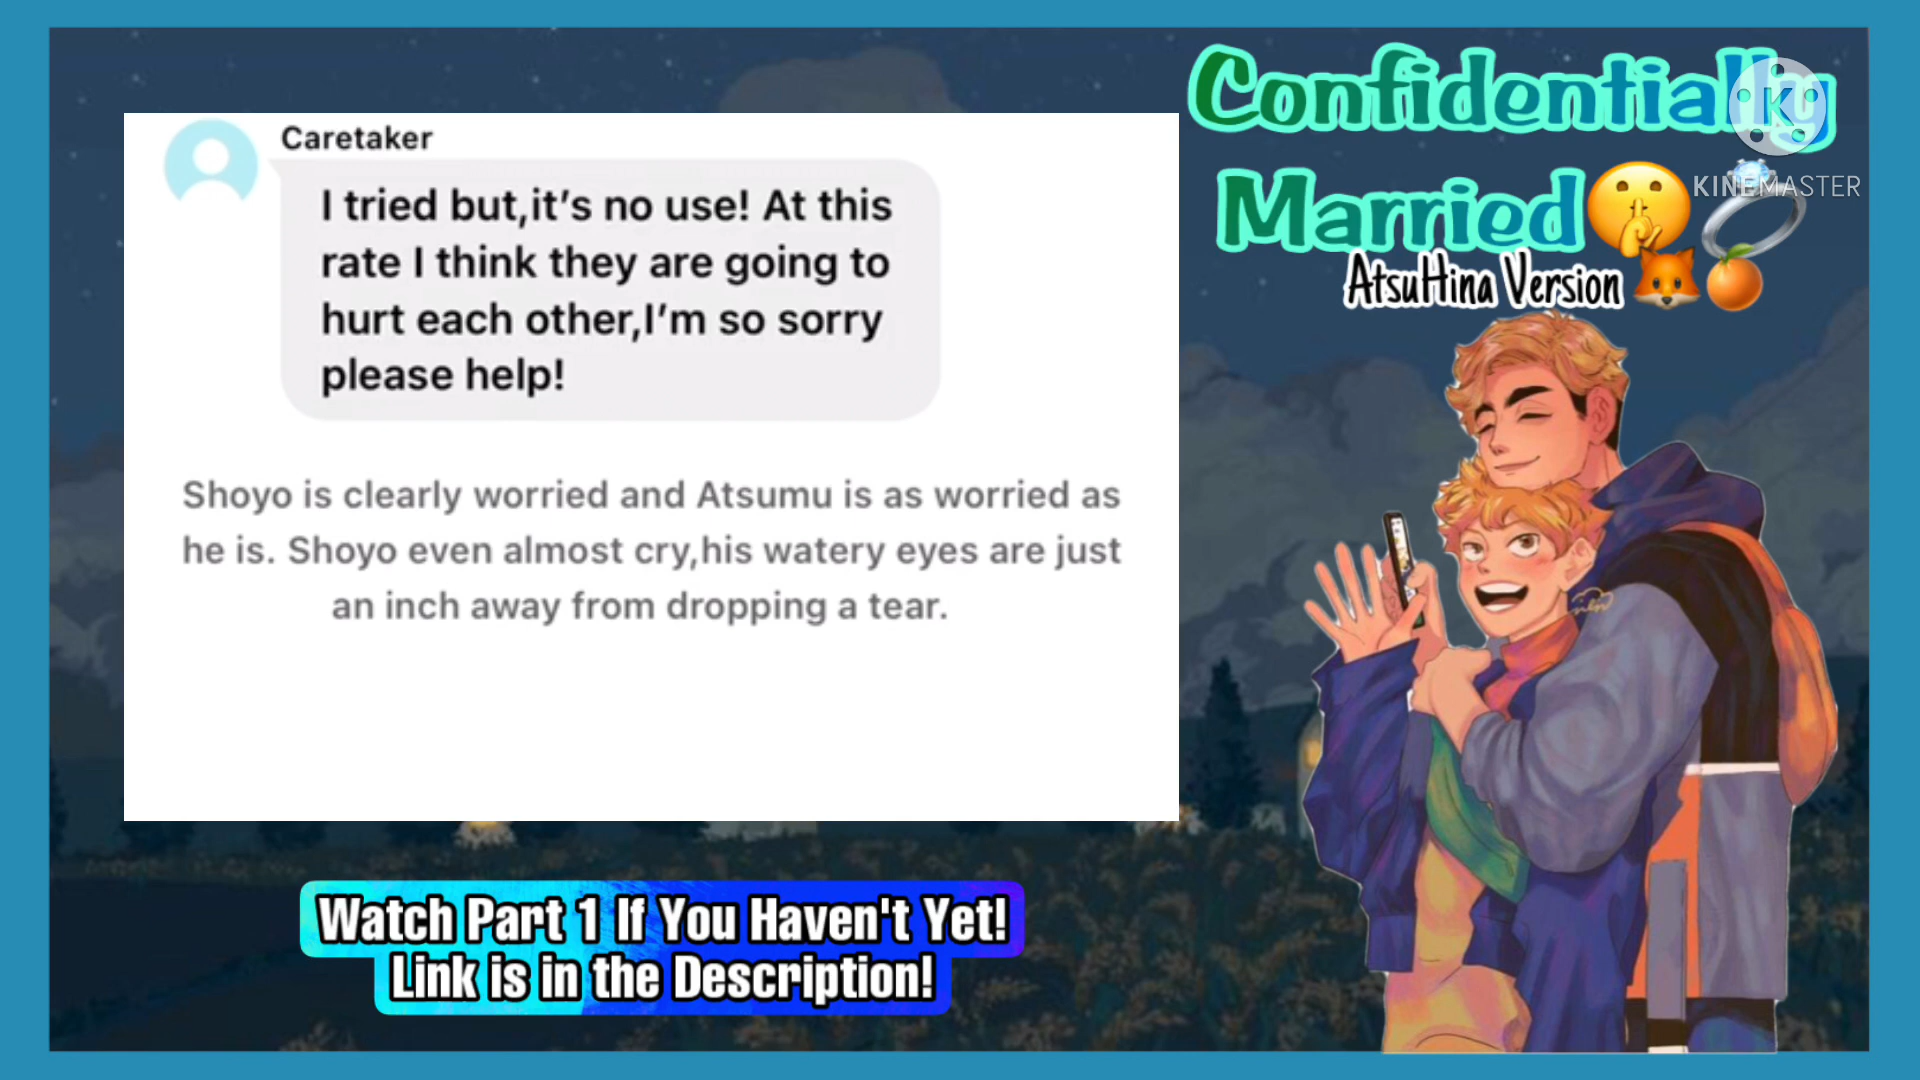 Confidentially
Married
AtsuHina Version
KINEMASTER
Caretaker
I tried but,it's no use! At this
rate I think they are going to
hurt each other,I'm so sorry
please help!
Shoyo is clearly worried and Atsumu is as worried as
he is. Shoyo even almost cry,his watery eyes are just
an inch away from dropping a tear.
Watch Part 1 If You Haven't Yet!
Link is in the Description!